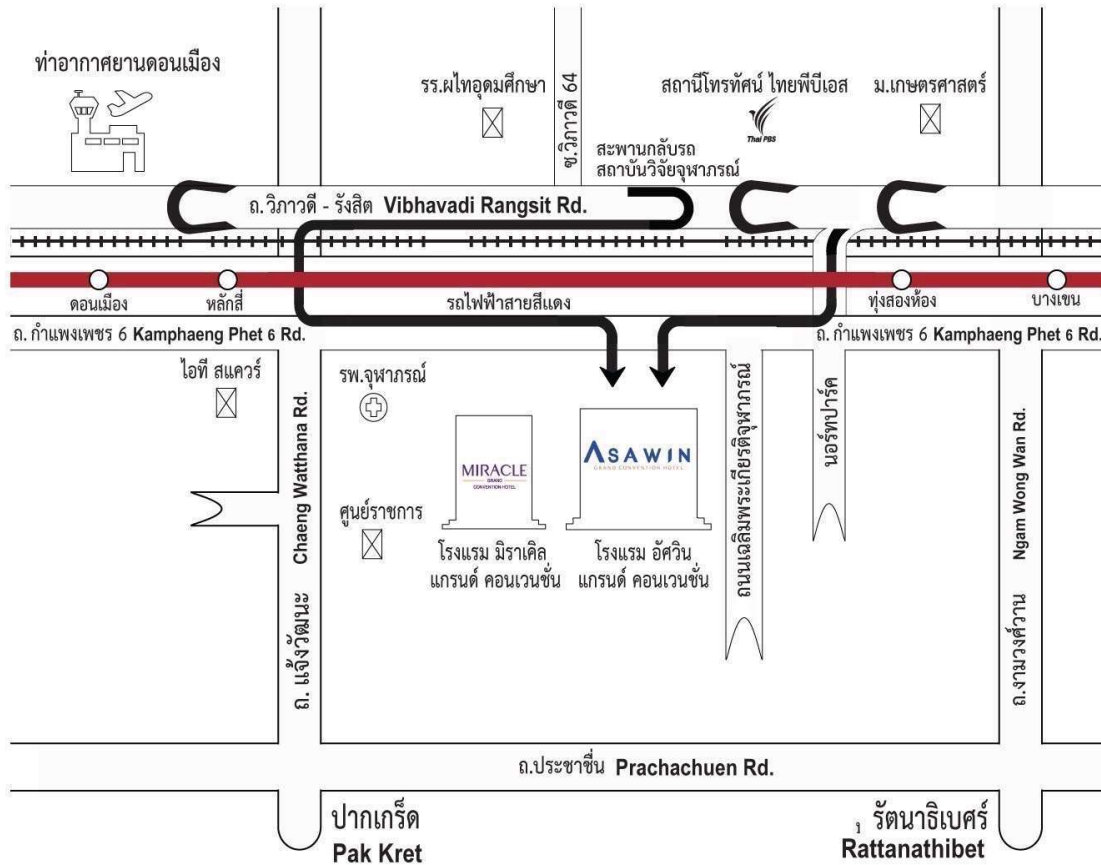 ท่าอากาศยานดอนเมือง
รร.ผไทอุดมศึกษา
ซ.วิภาวดี 64
สถานีโทรทัศน์ ไทยพีบีเอส
Thai PBS
ม.เกษตรศาสตร์
สะพานกลับรถ
สถาบันวิจัยจุฬาภรณ์
ถ.วิภาวดี - รังสิต Vibhavadi Rangsit Rd.
ดอนเมือง
หลักสี่
รถไฟฟ้าสายสีแดง
ทุ่งสองห้อง
บางเขน
ถ. กำแพงเพชร 6 Kamphaeng Phet 6 Rd.
ถ. กำแพงเพชร 6 Kamphaeng Phet 6 Rd.
ไอที สแควร์
รพ.จุฬาภรณ์
ศูนย์ราชการ
MIRACLE
GRAND
CONVENTION HOTEL
โรงแรม มิราเคิล
แกรนด์ คอนเวนชั่น
ASAWIN
GRAND CONVENTION HOTEL
โรงแรม อัศวิน
แกรนด์ คอนเวนชั่น
ถนนเฉลิมพระเกียรติจุฬาภรณ์
นอร์ทปาร์ค
ถ. แจ้งวัฒนะ Chaeng Watthana Rd.
ถ.งามวงศ์วาน Ngam Wong Wan Rd.
ถ.ประชาชื่น Prachachuen Rd.
ปากเกร็ด
Pak Kret
รัตนาธิเบศร์
Rattanathibet